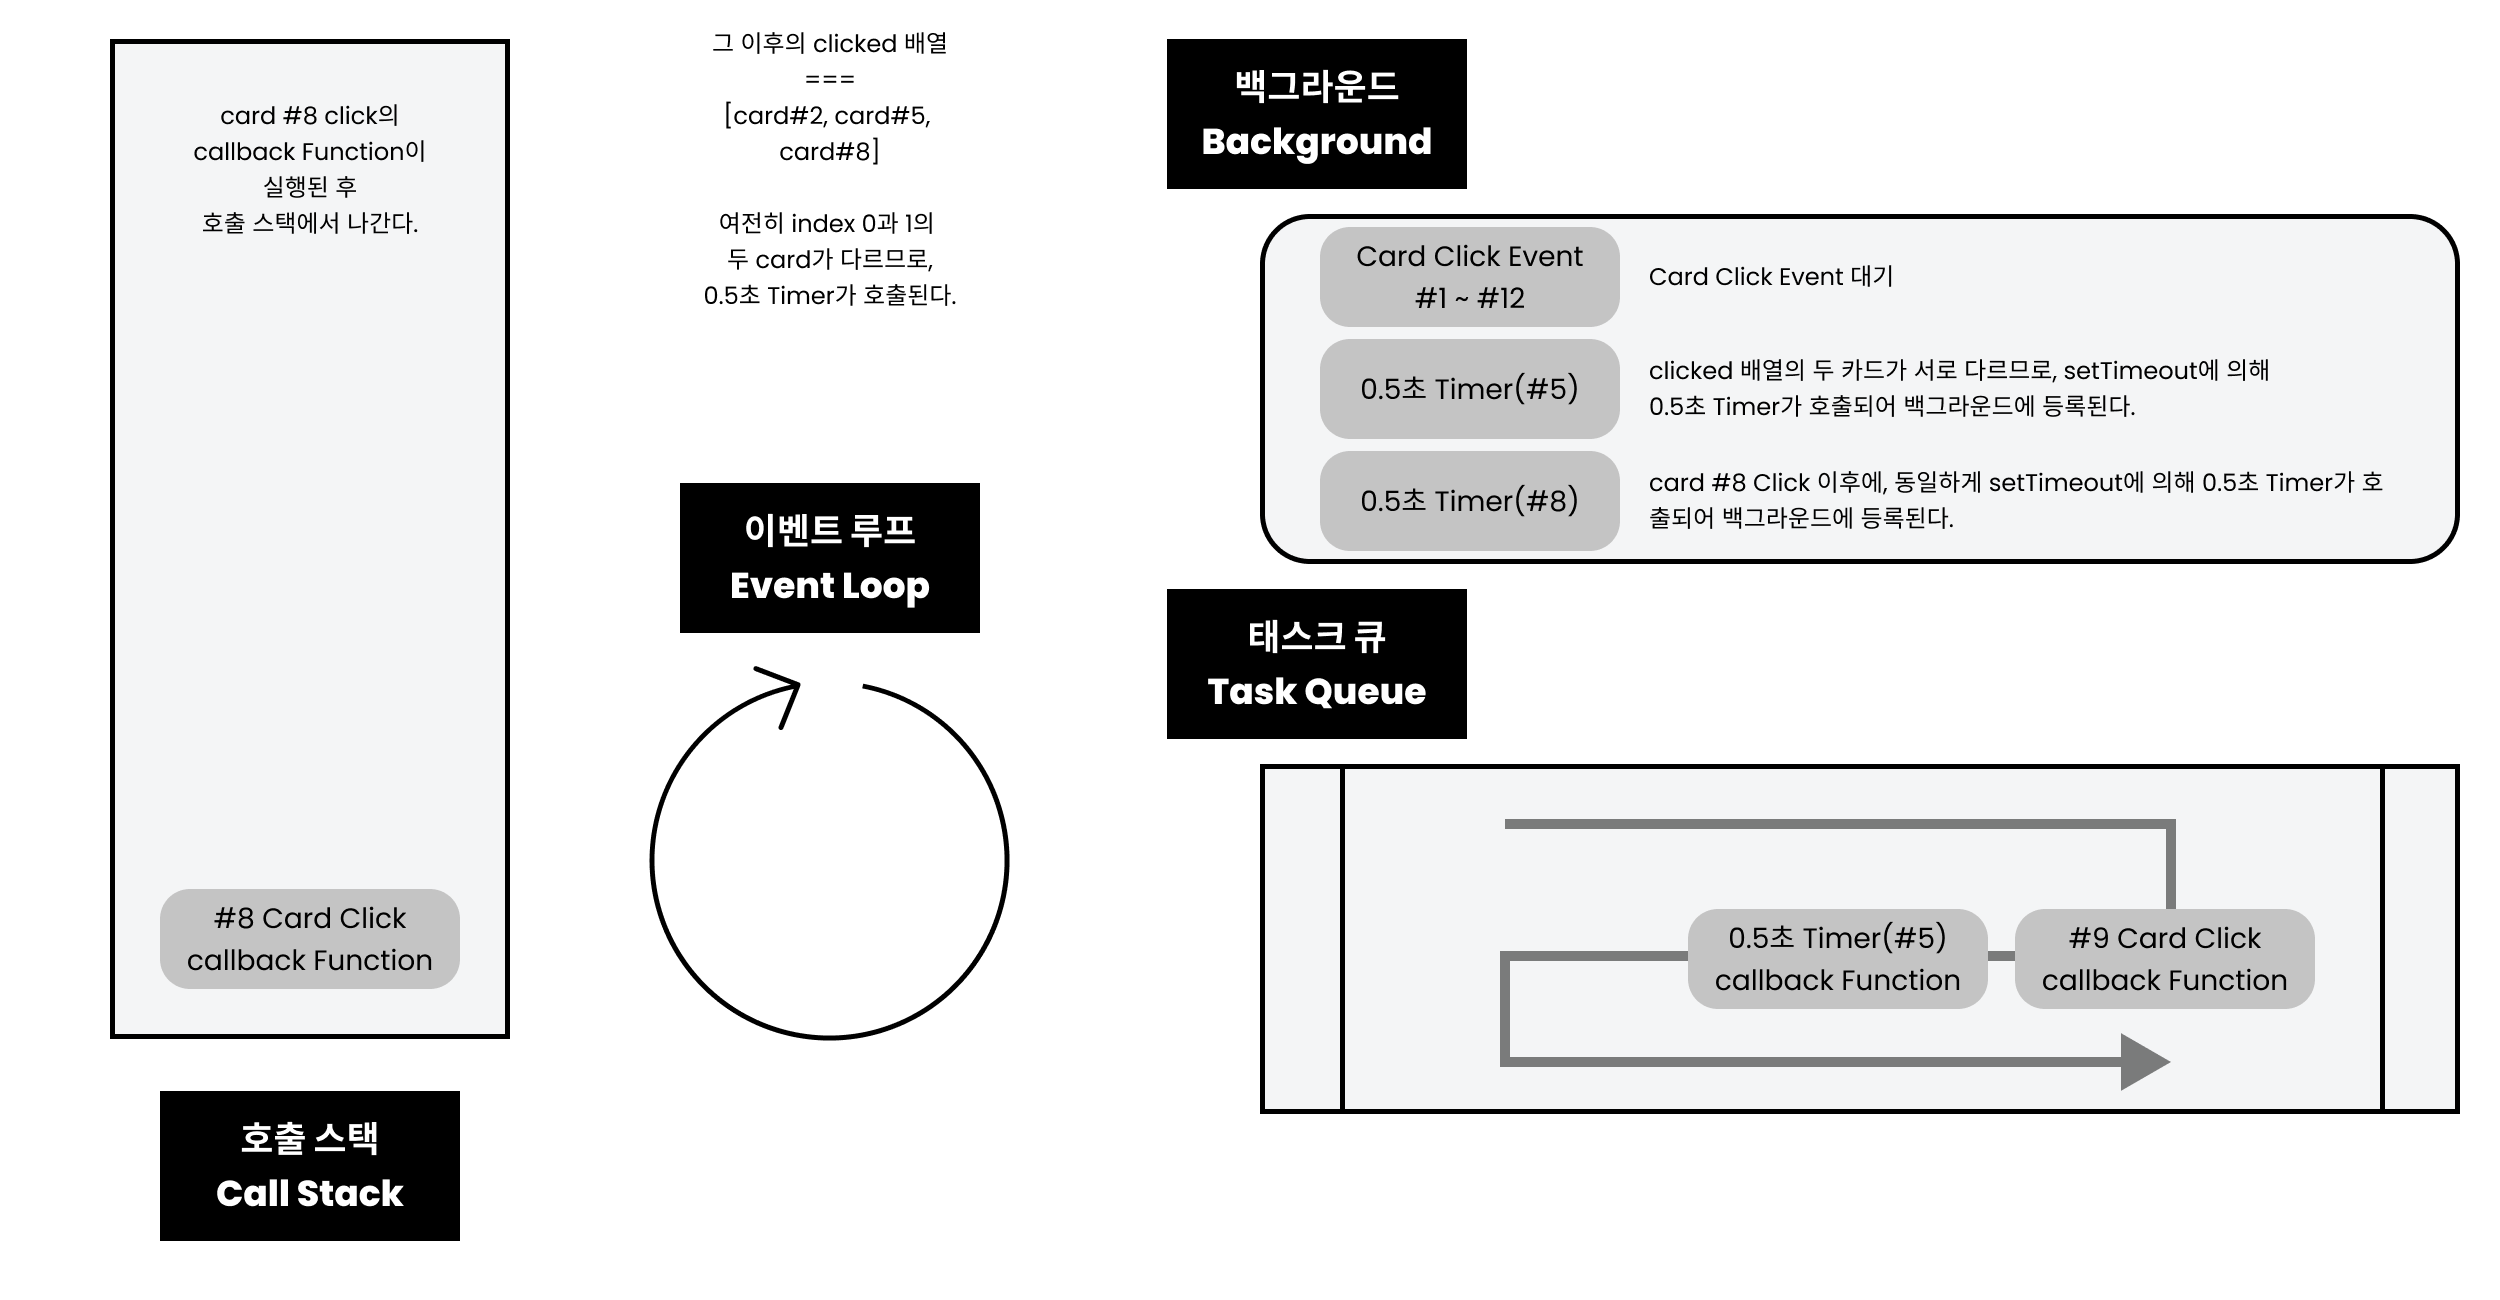 card #8 click의
callback Function이
실행된 후
호출 스택에서 나간다.
#8 Card Click
callback Function
호출 스택
Call Stack
그 이후의 clicked 배열
===
[card#2, card#5,
card#8]
여전히 index 0과 1의
두 card가 다르므로,
0.5초 Timer가 호출된다.
이벤트 루프
Event Loop
백그라운드
Background
Card Click Event
#1 ~ #12
Card Click Event 대기
0.5초 Timer(#5)
clicked 배열의 두 카드가 서로 다르므로, setTimeout에 의해
0.5초 Timer가 호출되어 백그라운드에 등록된다.
0.5초 Timer(#8)
card #8 Click 이후에, 동일하게 setTimeout에 의해 0.5초 Timer가 호
출되어 백그라운드에 등록된다.
태스크 큐
Task Queue
0.5초 Timer(#5)
callback Function
#9 Card Click
callback Function